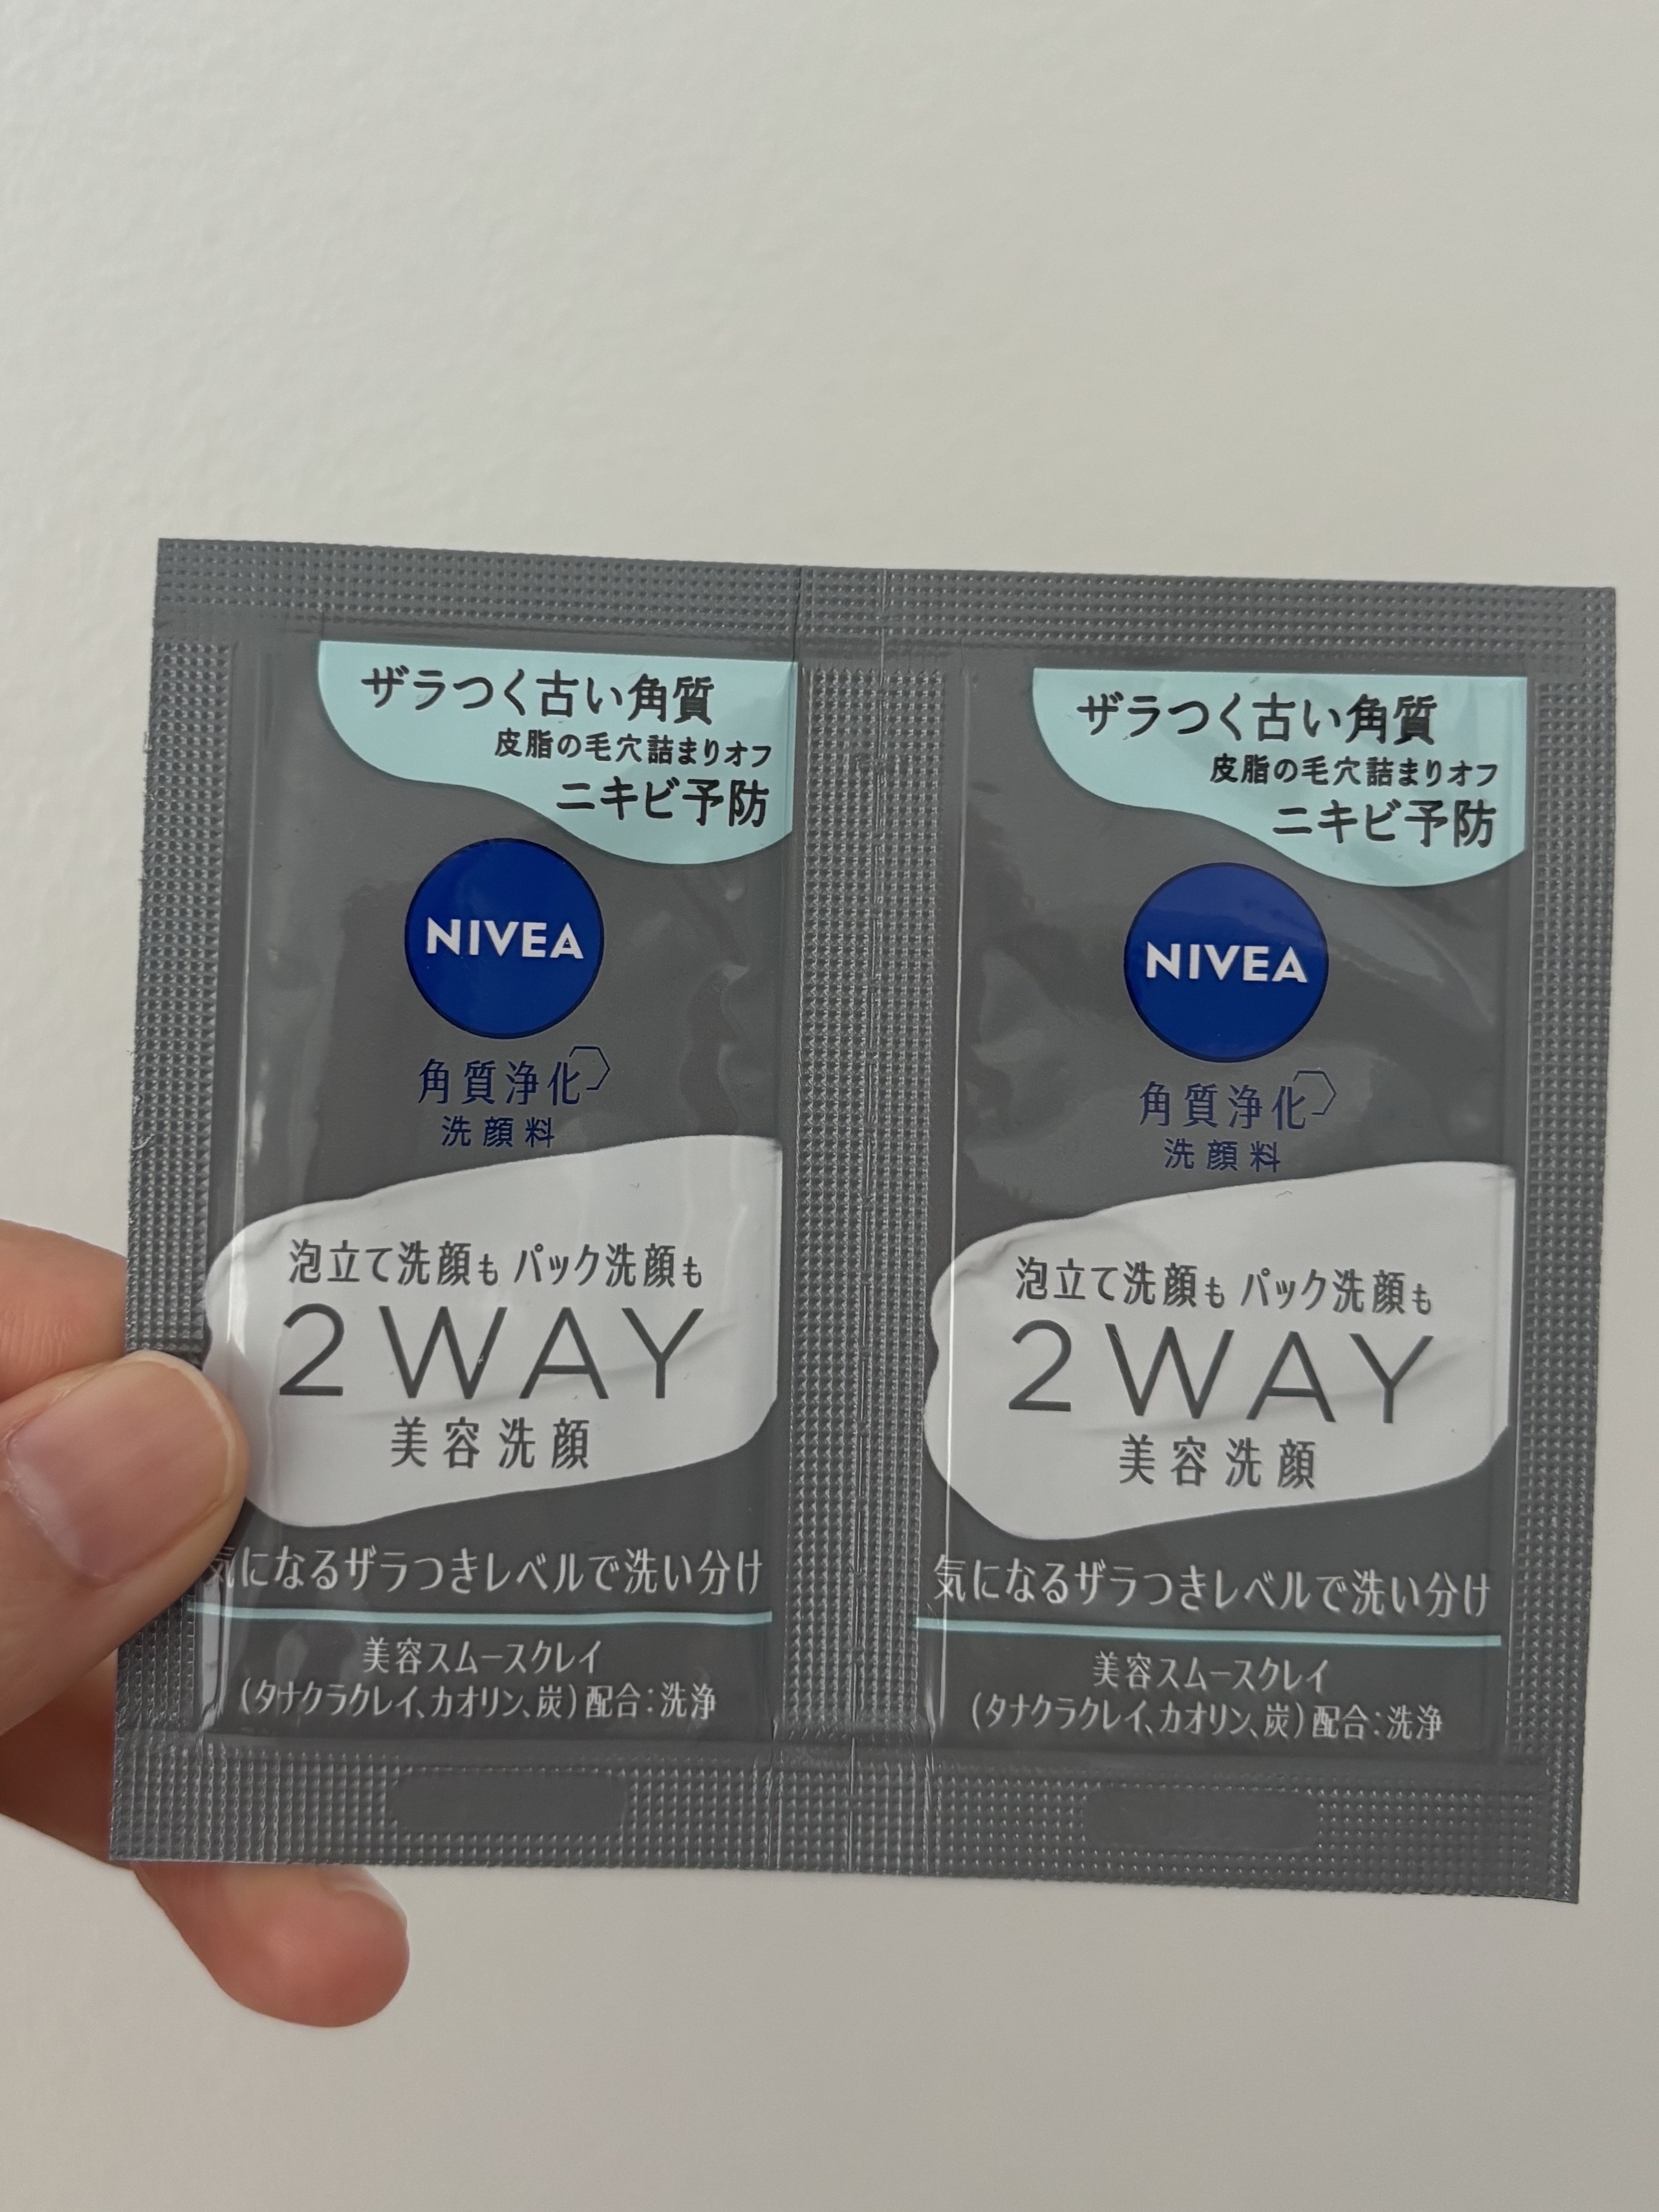 ザラつく古い角質
皮脂の毛穴詰まりオフ
ニキビ予防
NIVEA
角質浄化
洗顔料
泡立て洗顔も パック洗顔も
2WAY
美容洗顔
気になるザラつきレベルで洗い分け
美容スムースクレイ
(タナクラクレイ、カオリン、炭)配合:洗浄
ザラつく古い角質
皮脂の毛穴詰まりオフ
ニキビ予防
NIVEA
角質浄化
洗顔料
泡立て洗顔も パック洗顔も
2WAY
美容洗顔
気になるザラつきレベルで洗い分け
美容スムースクレイ
(タナクラクレイ、カオリン、炭)配合:洗浄